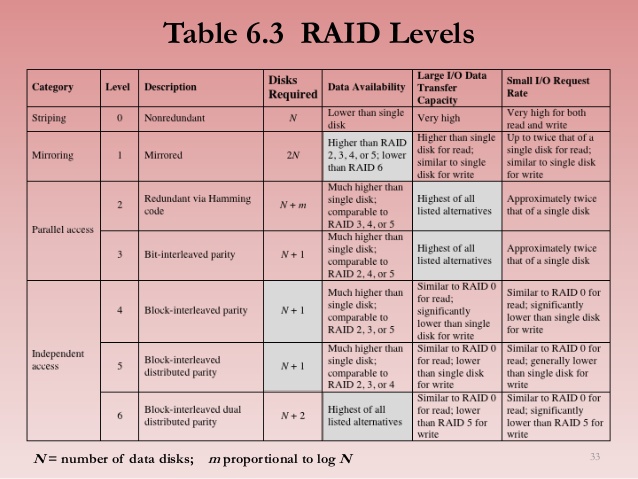 Table 6.3 RAID Levels
Category Level Description Disks Required Data Availability Large I/O Data Transfer Capacity Small I/O Request Rate
Striping 0 Nonredundant N Lower than single disk Very high Very high for both read and write
Mirroring 1 Mirrored 2N Higher than RAID 2, 3, 4, or 5; lower than RAID 6 Higher than single disk for read; similar to single disk for write Up to twice that of a single disk for read; similar to single disk for write
Parallel access 2 Redundant via Hamming code N + m Much higher than single disk; comparable to RAID 3, 4, or 5 Highest of all listed alternatives Approximately twice that of a single disk
3 Bit-interleaved parity N + 1 Much higher than single disk; comparable to RAID 2, 4, or 5 Highest of all listed alternatives Approximately twice that of a single disk
Independent access 4 Block-interleaved parity N + 1 Much higher than single disk; comparable to RAID 2, 3, or 5 Similar to RAID 0 for read; significantly lower than single disk for write Similar to RAID 0 for read; significantly lower than single disk for write
5 Block-interleaved distributed parity N + 1 Much higher than single disk; comparable to RAID 2, 3, or 4 Similar to RAID 0 for read; lower than single disk for write Similar to RAID 0 for read; generally lower than single disk for write
6 Block-interleaved dual distributed parity N + 2 Highest of all listed alternatives Similar to RAID 0 for read; lower than RAID 5 for write Similar to RAID 0 for read; significantly lower than RAID 5 for write
N = number of data disks; m proportional to log N
33